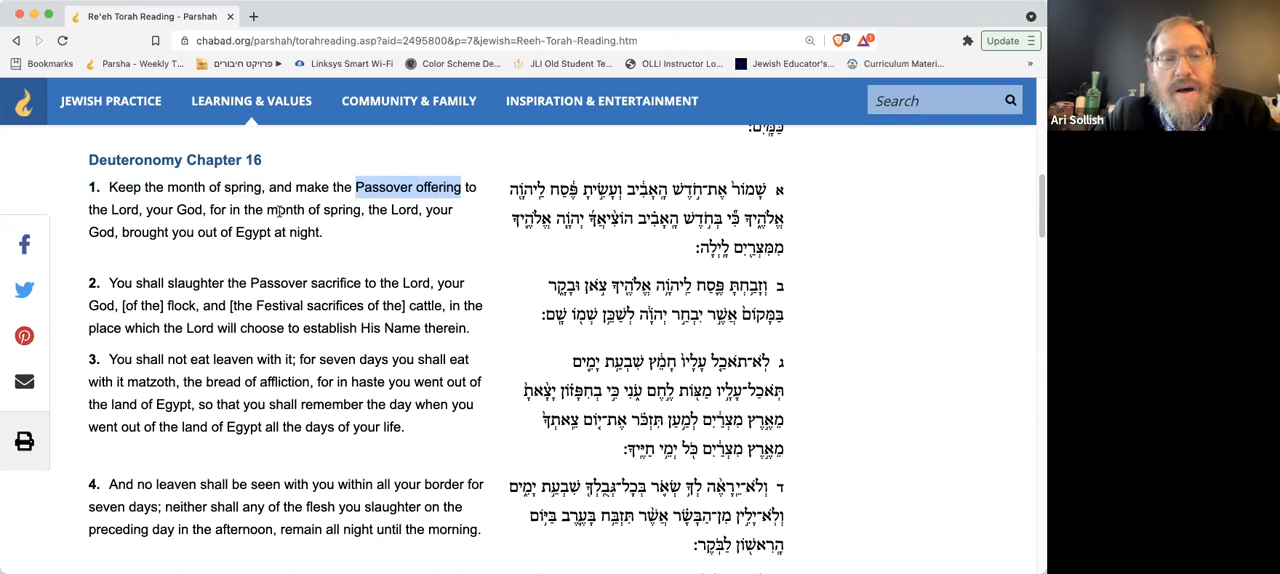 Re'eh Torah Reading - Parshah
chabad.org/parshah/torahreading.asp?aid=2495800&p=7&jewish=Reeh-Torah-Reading.htm
3
1
Update
Bookmarks
Parsha - Weekly T...
פרויקט חיבורים
Linksys Smart Wi-Fi
Color Scheme De...
JLI Old Student Te...
OLLI Instructor Lo...
Jewish Educator's...
Curriculum Materi...
»
JEWISH PRACTICE
LEARNING & VALUES
COMMUNITY & FAMILY
INSPIRATION & ENTERTAINMENT
Search
Ari Sollish
כַּמָּֽיִם:
Deuteronomy Chapter 16
1. Keep the month of spring, and make the Passover offering to
the Lord, your God, for in the month of spring, the Lord, your
God, brought you out of Egypt at night.
א שָׁמוֹר֙ אֶת־חֹ֣דֶשׁ הָֽאָבִ֔יב וְעָשִׂ֣יתָ פֶּ֔סַח לַֽיהֹוָ֖ה
אֱלֹהֶ֑יךָ כִּ֞י בְּחֹ֣דֶשׁ הָֽאָבִ֗יב הוֹצִ֨יאֲךָ֜ יְהֹוָ֧ה אֱלֹהֶ֛יךָ
מִמִּצְרַ֖יִם לָֽיְלָה:
2. You shall slaughter the Passover sacrifice to the Lord, your
God, [of the] flock, and [the Festival sacrifices of the] cattle, in the
place which the Lord will choose to establish His Name therein.
ב וְזָבַ֥חְתָּ פֶּ֛סַח לַֽיהֹוָ֥ה אֱלֹהֶ֖יךָ צֹ֣אן וּבָקָ֑ר
בַּמָּקוֹם֙ אֲשֶׁ֣ר יִבְחַ֣ר יְהֹוָ֔ה לְשַׁכֵּ֥ן שְׁמ֖וֹ שָֽׁם:
3. You shall not eat leaven with it; for seven days you shall eat
with it matzoth, the bread of affliction, for in haste you went out of
the land of Egypt, so that you shall remember the day when you
went out of the land of Egypt all the days of your life.
ג לֹֽא־תֹאכַ֤ל עָלָיו֙ חָמֵ֔ץ שִׁבְעַ֥ת יָמִ֛ים
תֹּֽאכַל־עָלָ֥יו מַצּ֖וֹת לֶ֣חֶם עֹ֑נִי כִּ֣י בְחִפָּז֗וֹן יָצָ֙אתָ֙
מֵאֶ֣רֶץ מִצְרַ֔יִם לְמַ֣עַן תִּזְכֹּ֗ר אֶת־י֤וֹם צֵֽאתְךָ֙
מֵאֶ֣רֶץ מִצְרַ֔יִם כֹּ֖ל יְמֵ֥י חַיֶּֽיךָ:
4. And no leaven shall be seen with you within all your border for
seven days; neither shall any of the flesh you slaughter on the
preceding day in the afternoon, remain all night until the morning.
ד וְלֹא־יֵֽרָאֶ֨ה לְךָ֥ שְׂאֹ֛ר בְּכָל־גְּבֻֽלְךָ֖ שִׁבְעַ֣ת יָמִ֑ים
וְלֹֽא־יָלִ֣ין מִן־הַבָּשָׂ֗ר אֲשֶׁ֨ר תִּזְבַּ֥ח בָּעֶ֛רֶב בַּיּ֥וֹם
הָֽרִאשׁ֖וֹן לַבֹּֽקֶר: